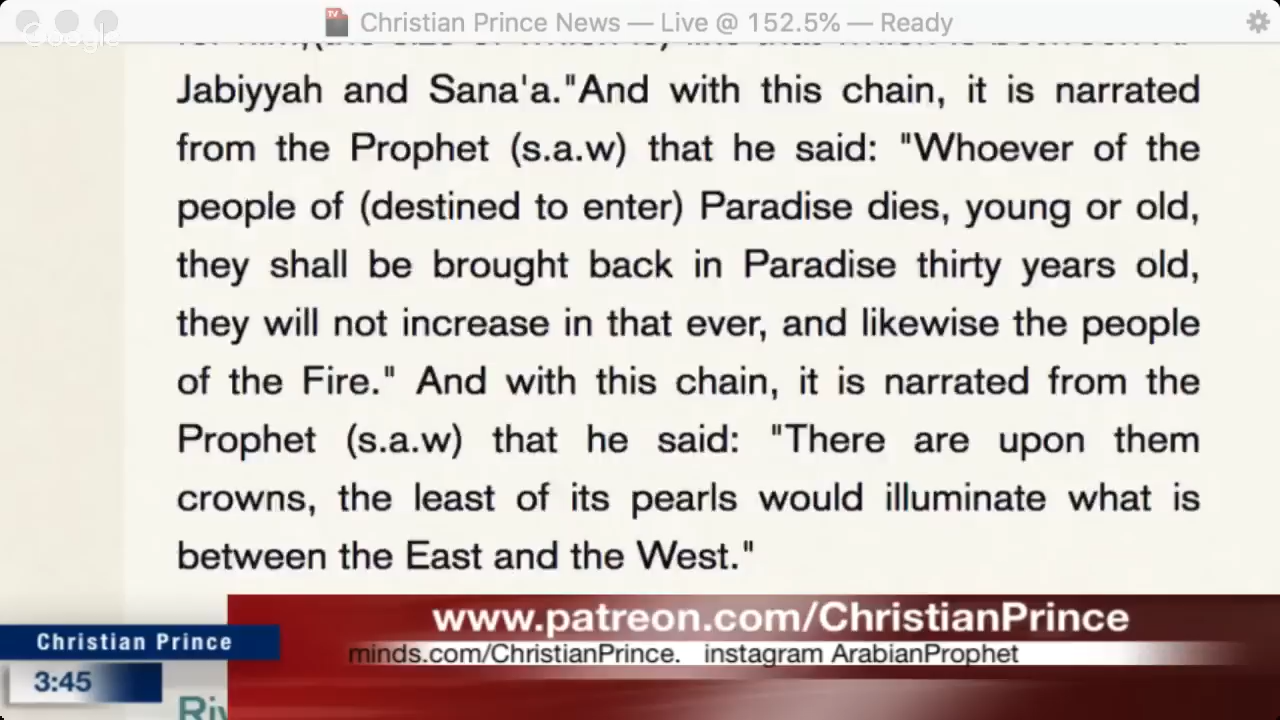 Christian Prince News — Live @ 152.5% — Ready
Google
Jabiyyah and Sana'a."And with this chain, it is narrated
from the Prophet (s.a.w) that he said: "Whoever of the
people of (destined to enter) Paradise dies, young or old,
they shall be brought back in Paradise thirty years old,
they will not increase in that ever, and likewise the people
of the Fire." And with this chain, it is narrated from the
Prophet (s.a.w) that he said: "There are upon them
crowns, the least of its pearls would illuminate what is
between the East and the West."
www.patreon.com/ChristianPrince
Christian Prince
minds.com/ChristianPrince. instagram ArabianProphet
3:45